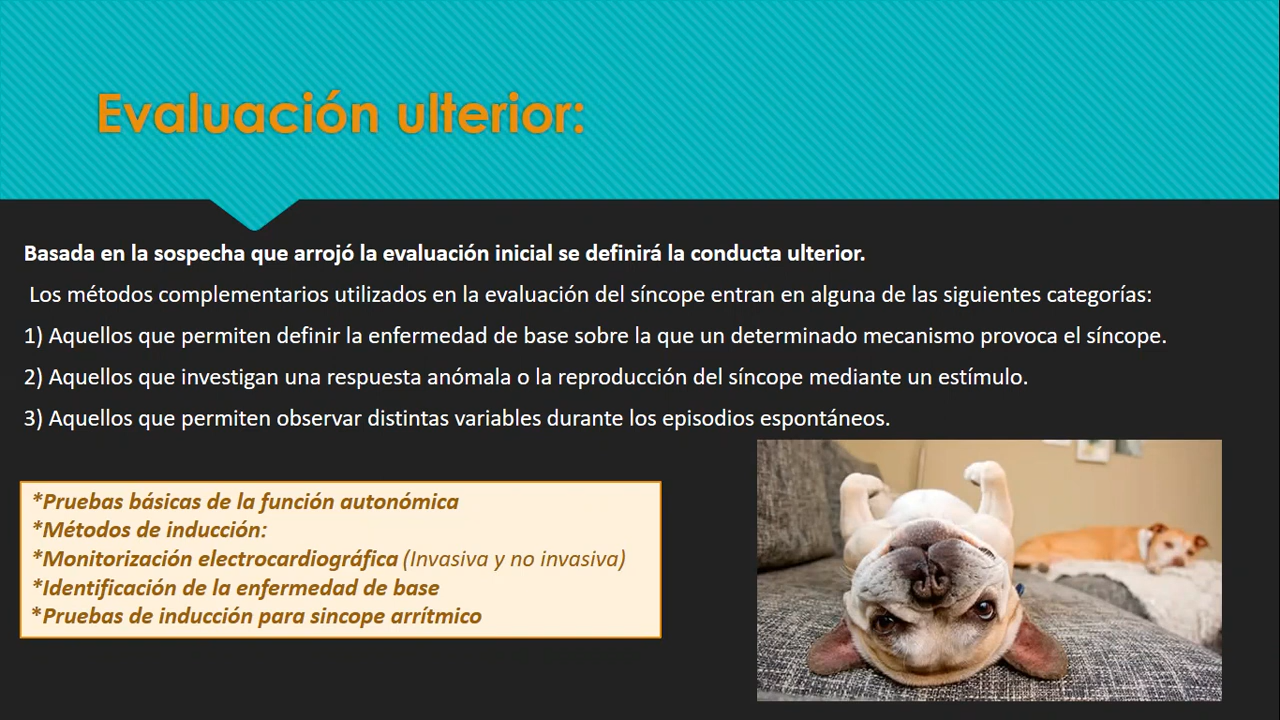 Evaluación ulterior:
Basada en la sospecha que arrojó la evaluación inicial se definirá la conducta ulterior.
Los métodos complementarios utilizados en la evaluación del síncope entran en alguna de las siguientes categorías:
1) Aquellos que permiten definir la enfermedad de base sobre la que un determinado mecanismo provoca el síncope.
2) Aquellos que investigan una respuesta anómala o la reproducción del síncope mediante un estímulo.
3) Aquellos que permiten observar distintas variables durante los episodios espontáneos.
*Pruebas básicas de la función autonómica
*Métodos de inducción:
*Monitorización electrocardiográfica (Invasiva y no invasiva)
*Identificación de la enfermedad de base
*Pruebas de inducción para sincope arrítmico